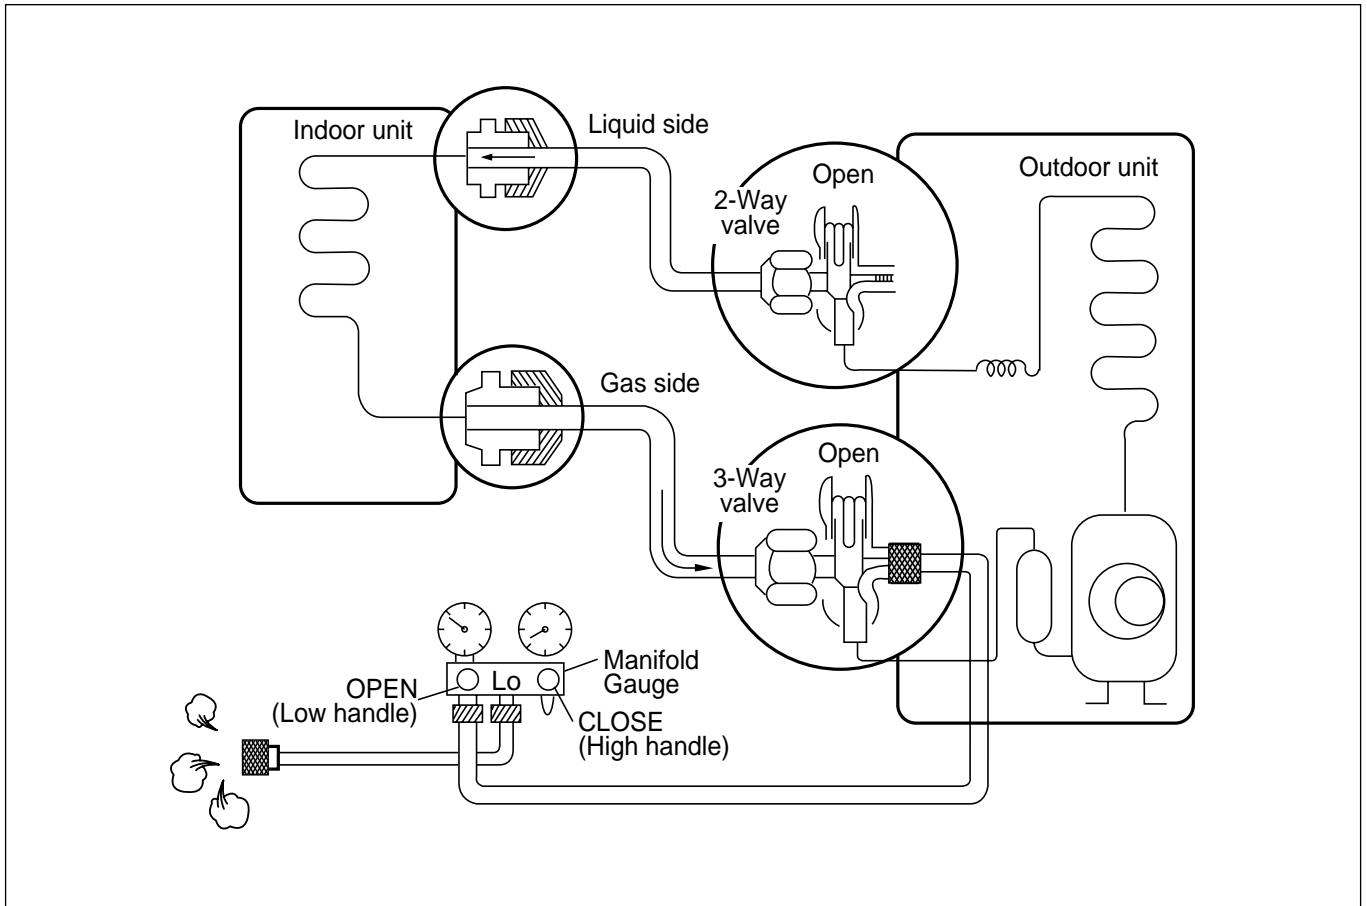 Indoor unit
Liquid side
Open
2-Way
valve
Outdoor unit
Gas side
Open
3-Way
valve
Manifold
Gauge
Lo
OPEN
(Low handle)
CLOSE
(High handle)